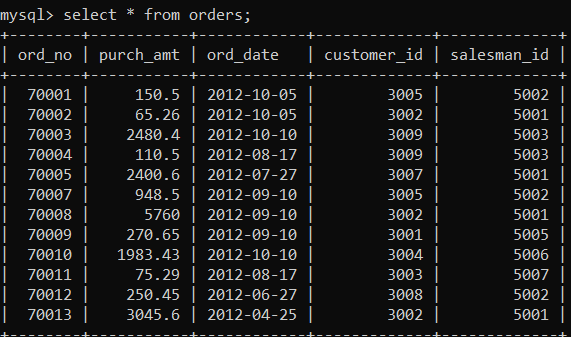 mysql> select * from orders;
+--------+-----------+------------+-------------+-------------+
| ord_no | purch_amt | ord_date   | customer_id | salesman_id |
+--------+-----------+------------+-------------+-------------+
|  70001 |     150.5 | 2012-10-05 |        3005 |        5002 |
|  70002 |     65.26 | 2012-10-05 |        3002 |        5001 |
|  70003 |    2480.4 | 2012-10-10 |        3009 |        5003 |
|  70004 |     110.5 | 2012-08-17 |        3009 |        5003 |
|  70005 |    2400.6 | 2012-07-27 |        3007 |        5001 |
|  70007 |     948.5 | 2012-09-10 |        3005 |        5002 |
|  70008 |      5760 | 2012-09-10 |        3002 |        5001 |
|  70009 |    270.65 | 2012-09-10 |        3001 |        5005 |
|  70010 |   1983.43 | 2012-10-10 |        3004 |        5006 |
|  70011 |     75.29 | 2012-08-17 |        3003 |        5007 |
|  70012 |    250.45 | 2012-06-27 |        3008 |        5002 |
|  70013 |    3045.6 | 2012-04-25 |        3002 |        5001 |
+--------+-----------+------------+-------------+-------------+